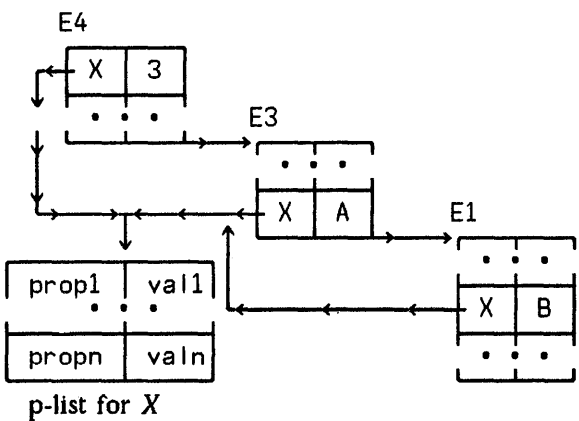 E4
X 3
. . .
E3
. . .
X A
E1
. . .
prop1 val1
. . .
X B
propn valn
. . .
p-list for X